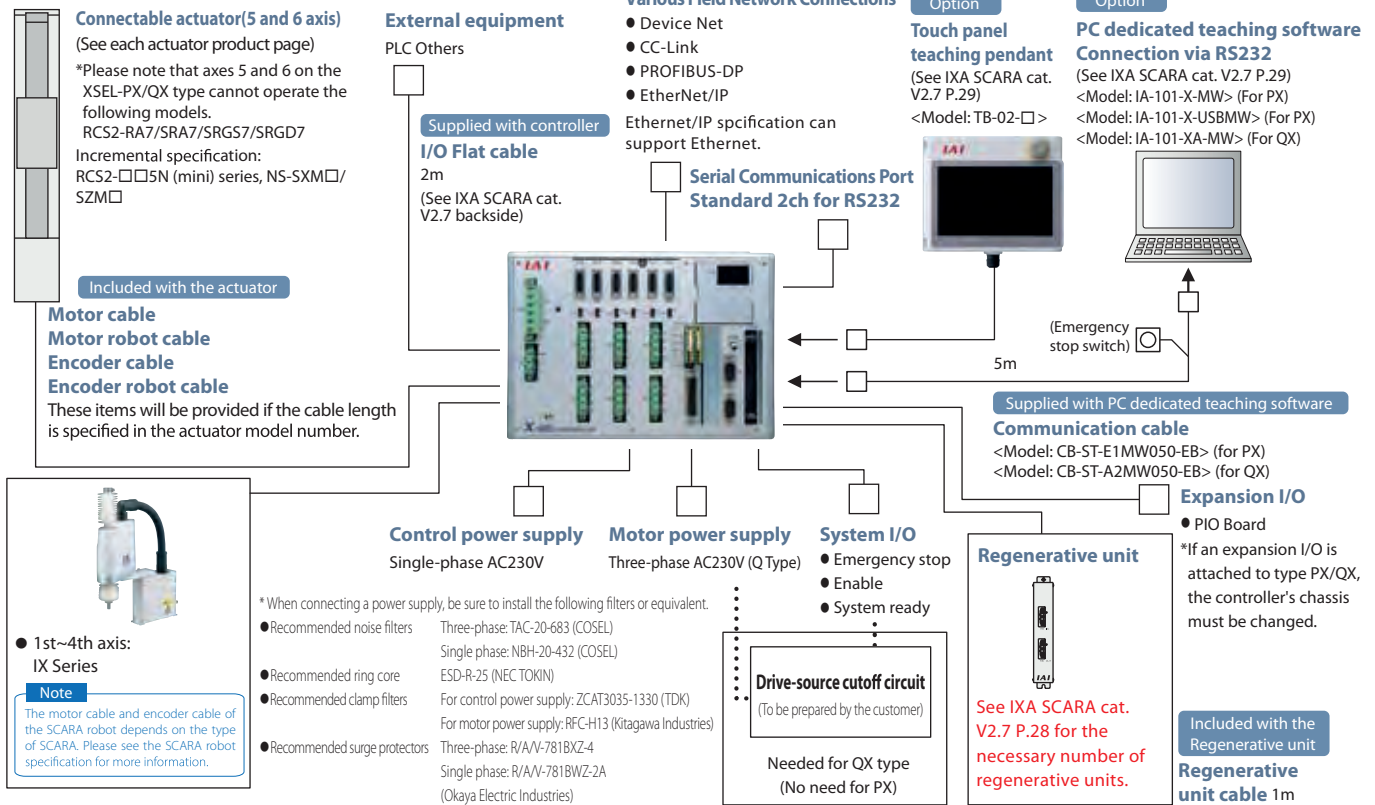 Connectable actuator(5 and 6 axis)
(See each actuator product page)
*Please note that axes 5 and 6 on the
XSEL-PX/QX type cannot operate the
following models.
RCS2-RA7/SRA7/SRGS7/SRGD7
Incremental specification:
RCS2-□□5N (mini) series, NS-SXM□/
SZM□
External equipment
PLC Others
Supplied with controller
I/O Flat cable
2m
(See IXA SCARA cat.
V2.7 backside)
Various Field Network Connections
● Device Net
● CC-Link
● PROFIBUS-DP
● EtherNet/IP
Ethernet/IP spcification can
support Ethernet.
Serial Communications Port
Standard 2ch for RS232
Option
Touch panel
teaching pendant
(See IXA SCARA cat.
V2.7 P.29)
<Model: TB-02-□ >
IAI
Option
PC dedicated teaching software
Connection via RS232
(See IXA SCARA cat. V2.7 P.29)
<Model: IA-101-X-MW> (For PX)
<Model: IA-101-X-USBMW> (For PX)
<Model: IA-101-XA-MW> (For QX)
IAI
Included with the actuator
Motor cable
Motor robot cable
Encoder cable
Encoder robot cable
These items will be provided if the cable length
is specified in the actuator model number.
(Emergency
stop switch)
5m
Supplied with PC dedicated teaching software
Communication cable
<Model: CB-ST-E1MW050-EB> (for PX)
<Model: CB-ST-A2MW050-EB> (for QX)
Expansion I/O
● PIO Board
*If an expansion I/O is
attached to type PX/QX,
the controller's chassis
must be changed.
● 1st~4th axis:
IX Series
Note
The motor cable and encoder cable of
the SCARA robot depends on the type
of SCARA. Please see the SCARA robot
specification for more information.
Control power supply
Single-phase AC230V
Motor power supply
Three-phase AC230V (Q Type)
System I/O
● Emergency stop
● Enable
● System ready
* When connecting a power supply, be sure to install the following filters or equivalent.
●Recommended noise filters Three-phase: TAC-20-683 (COSEL)
Single phase: NBH-20-432 (COSEL)
●Recommended ring core ESD-R-25 (NEC TOKIN)
●Recommended clamp filters For control power supply: ZCAT3035-1330 (TDK)
For motor power supply: RFC-H13 (Kitagawa Industries)
●Recommended surge protectors Three-phase: R/A/V-781BXZ-4
Single phase: R/A/V-781BWZ-2A
(Okaya Electric Industries)
Drive-source cutoff circuit
(To be prepared by the customer)
Needed for QX type
(No need for PX)
Regenerative unit
IAI
See IXA SCARA cat.
V2.7 P.28 for the
necessary number of
regenerative units.
Included with the
Regenerative unit
Regenerative
unit cable 1m